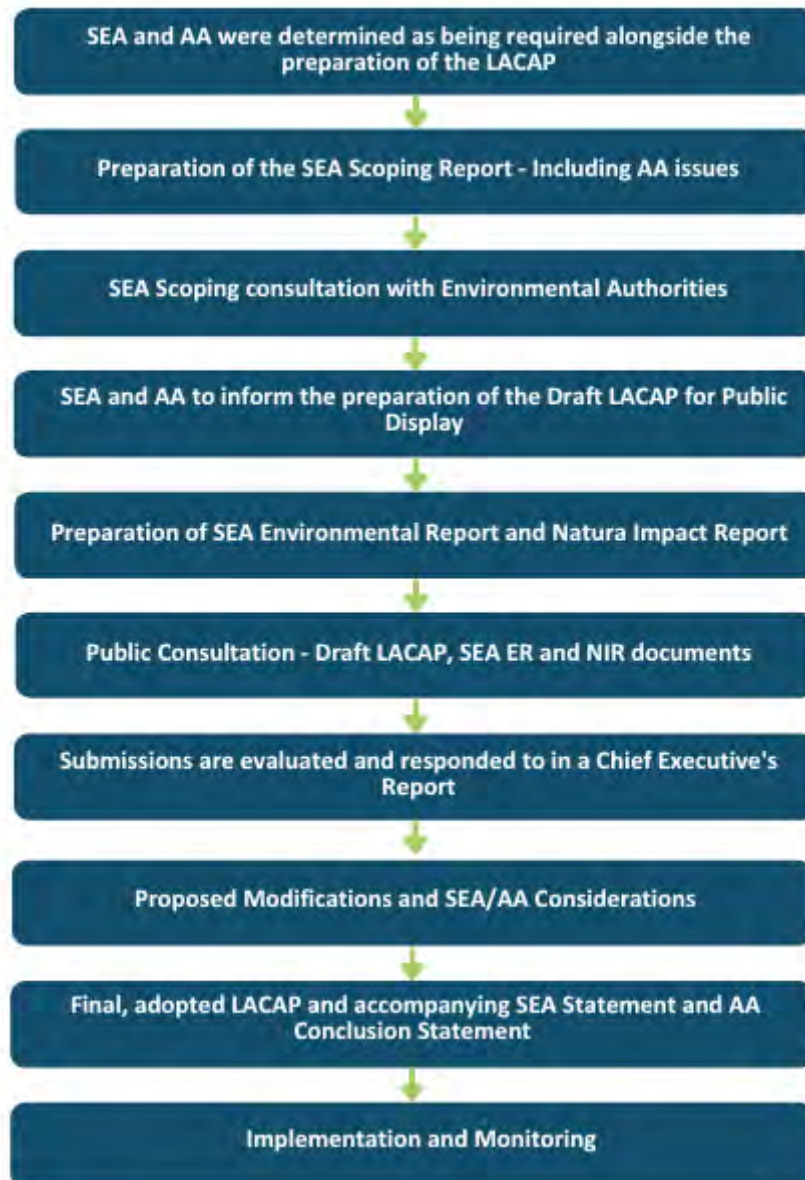 SEA and AA were determined as being required alongside the
preparation of the LACAP
Preparation of the SEA Scoping Report - Including AA issues
SEA Scoping consultation with Environmental Authorities
SEA and AA to inform the preparation of the Draft LACAP for Public
Display
Preparation of SEA Environmental Report and Natura Impact Report
Public Consultation - Draft LACAP, SEA ER and NIR documents
Submissions are evaluated and responded to in a Chief Executive's
Report
Proposed Modifications and SEA/AA Considerations
Final, adopted LACAP and accompanying SEA Statement and AA
Conclusion Statement
Implementation and Monitoring